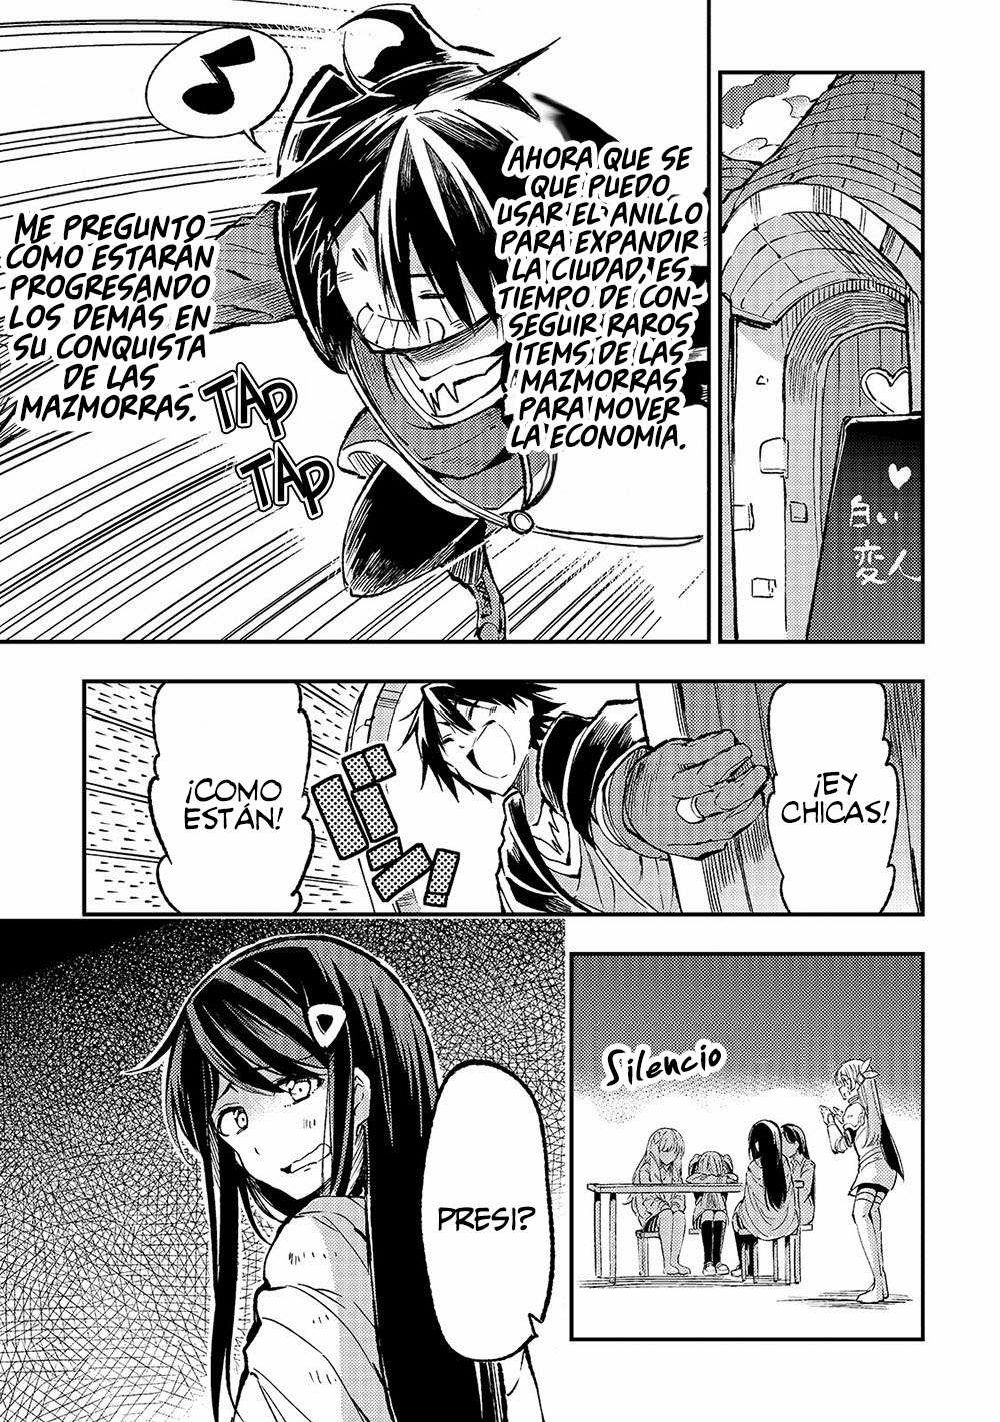 白い
変人
AHORA QUE SE
QUE PUEDO
USAR EL ANILLO
PARA EXPANDIR
LA CIUDAD, ES
TIEMPO DE CON-
SEGUIR RAROS
ITEMS DE LAS
MAZMORRAS
PARA MOVER
LA ECONOMIA.
ME PREGUNTO
CÓMO ESTARÁN
PROGRESANDO
LOS DEMÁS EN
SU CONQUISTA
DE LAS
MAZMORRAS.
TAP
TAP
¡EY
CHICAS!
¡COMO
ESTÁN!
Silencio
PRESI?